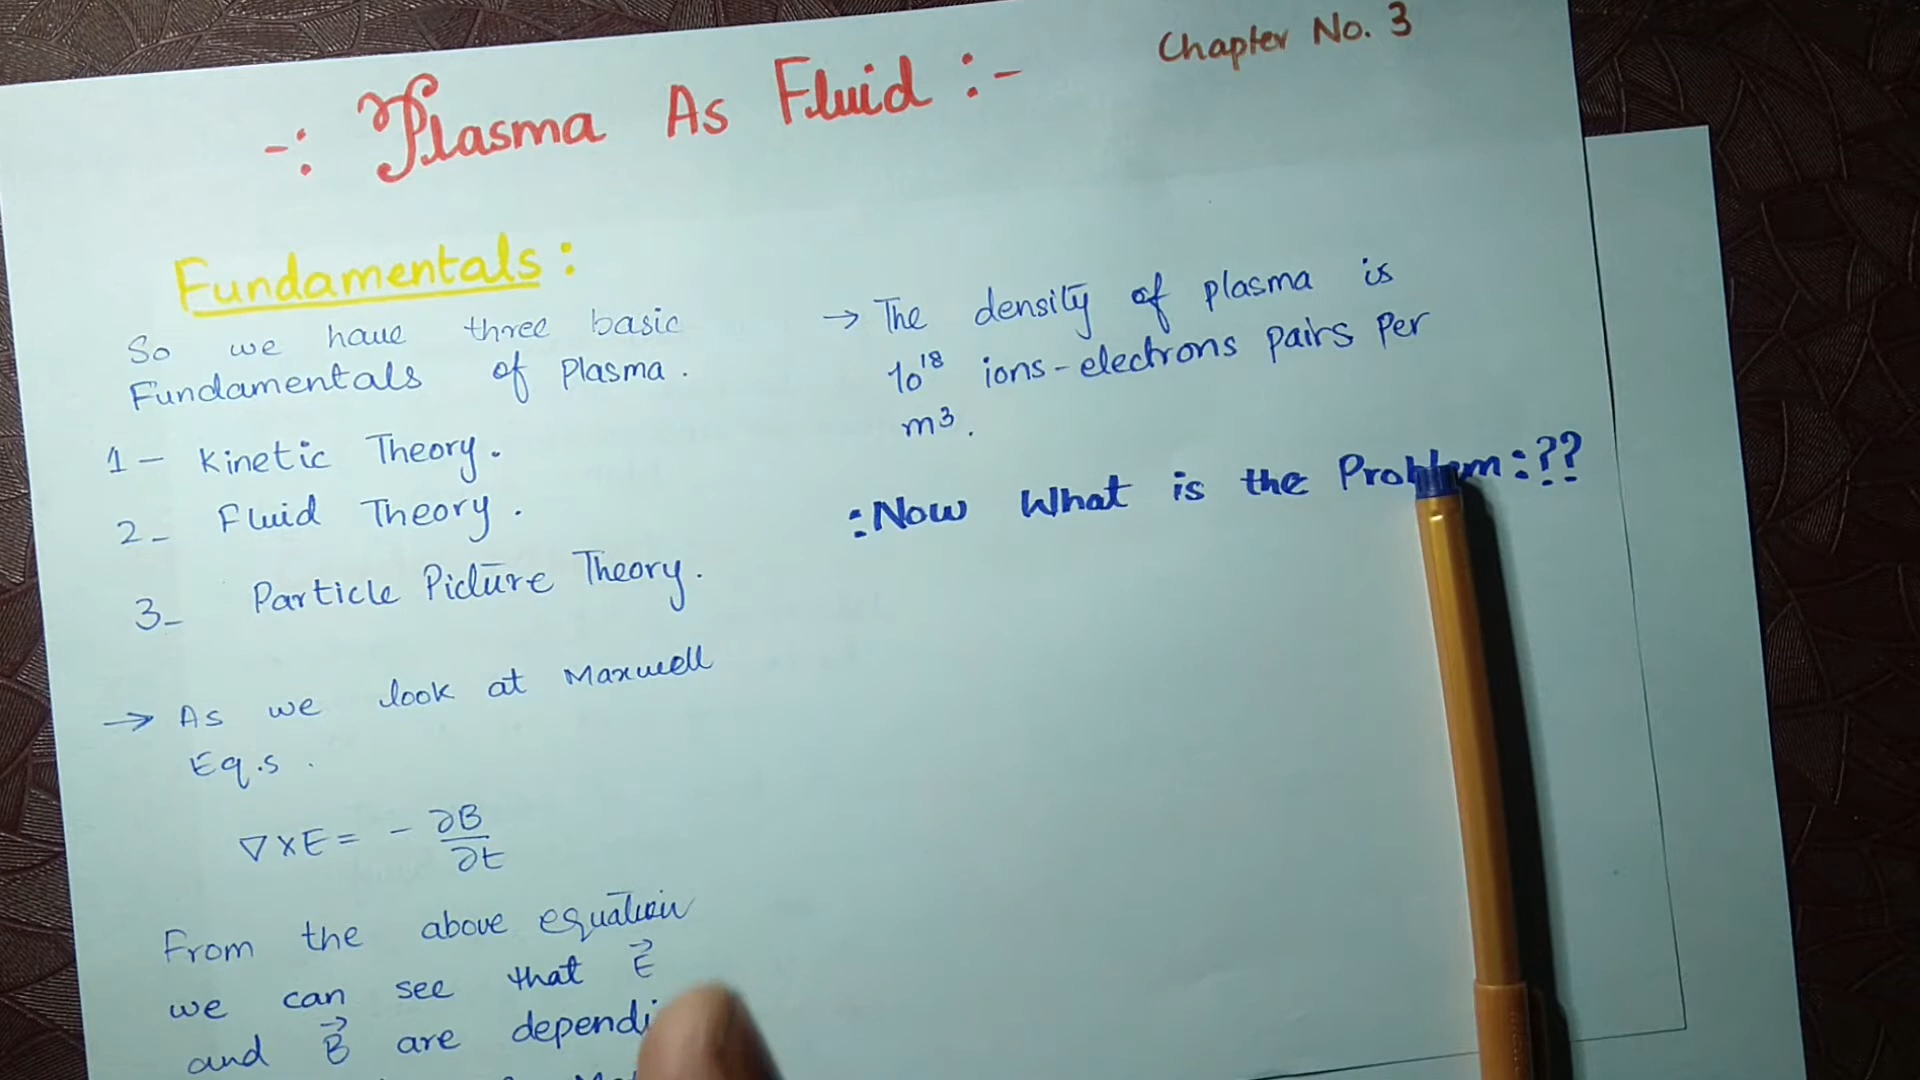 Chapter No. 3
-: Plasma As Fluid :-
Fundamentals :
So we have three basic
Fundamentals of plasma .
1 - Kinetic Theory .
2 - Fluid Theory .
3 - Particle Picture Theory .
→ As we look at Maxwell
Eq.s .
∇ x E = - ∂B/∂t
From the above equation
we can see that E⃗
and B⃗ are
→ The density of plasma is
10¹⁸ ions - electrons pairs per
m³ .
: Now What is the Problem : ??